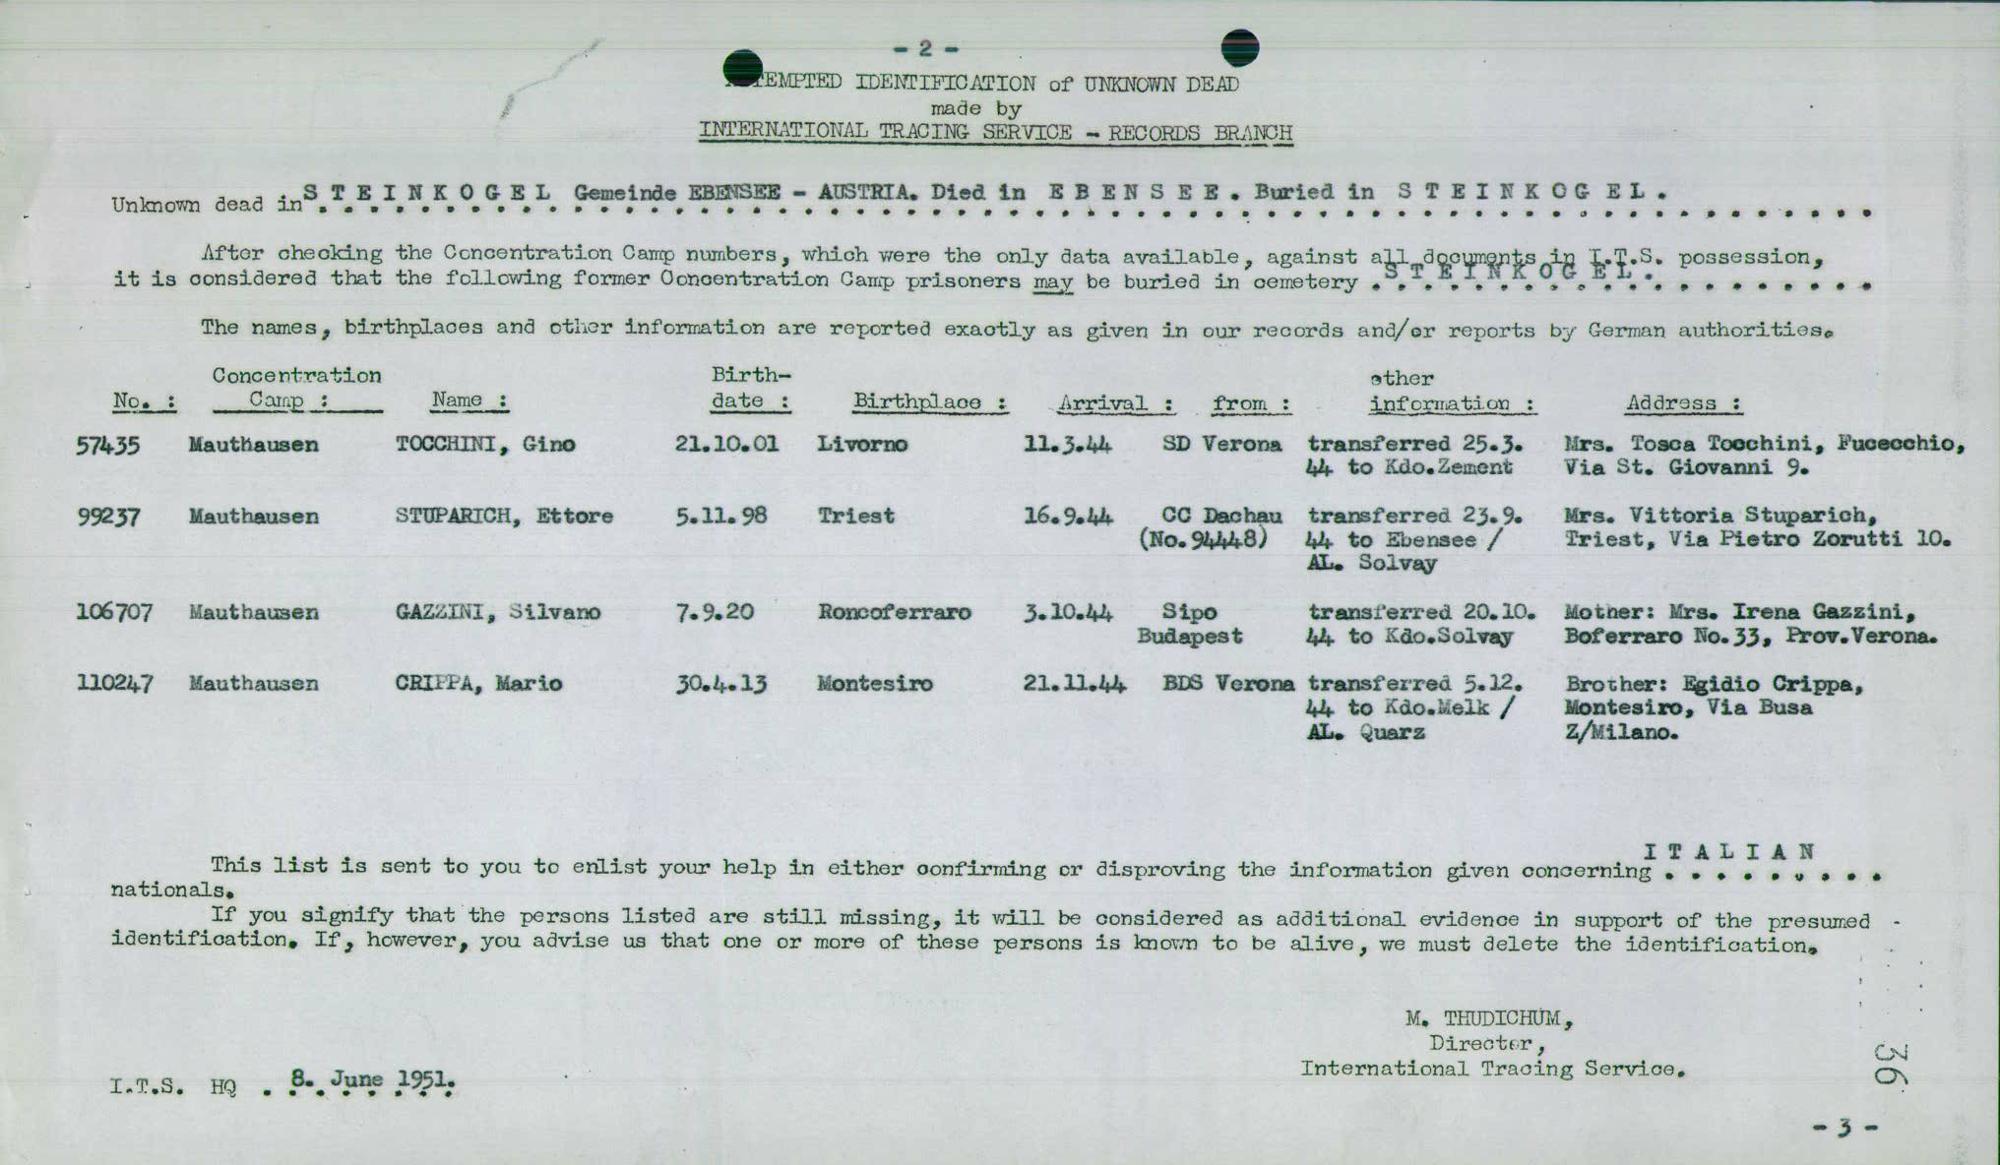 - 2 -
EMPTED IDENTIFICATION of UNKNOWN DEAD
made by
INTERNATIONAL TRACING SERVICE - RECORDS BRANCH
Unknown dead in S T E I N K O G E L Gemeinde EBENSEE - AUSTRIA. Died in E B E N S E E . Buried in S T E I N K O G E L .
After checking the Concentration Camp numbers, which were the only data available, against all documents in I.T.S. possession,
it is considered that the following former Concentration Camp prisoners may be buried in cemetery S T E I N K O G E L .
The names, birthplaces and other information are reported exactly as given in our records and/or reports by German authorities.
No. : Concentration Camp : Name : Birth-date : Birthplace : Arrival : from : other information : Address :
57435 Mauthausen TOCCHINI, Gino 21.10.01 Livorno 11.3.44 SD Verona transferred 25.3. Mrs. Tosca Tocchini, Fucecchio,
44 to Kdo.Zement Via St. Giovanni 9.
99237 Mauthausen STUPARICH, Ettore 5.11.98 Triest 16.9.44 CC Dachau transferred 23.9. Mrs. Vittoria Stuparich,
(No.94448) 44 to Ebensee / Triest, Via Pietro Zorutti 10.
AL. Solvay
106707 Mauthausen GAZZINI, Silvano 7.9.20 Roncoferraro 3.10.44 Sipo transferred 20.10. Mother: Mrs. Irena Gazzini,
Budapest 44 to Kdo.Solvay Boferraro No.33, Prov.Verona.
110247 Mauthausen CRIPPA, Mario 30.4.13 Montesiro 21.11.44 BDS Verona transferred 5.12. Brother: Egidio Crippa,
44 to Kdo.Melk / Montesiro, Via Busa
AL. Quarz Z/Milano.
This list is sent to you to enlist your help in either confirming or disproving the information given concerning I T A L I A N
nationals.
If you signify that the persons listed are still missing, it will be considered as additional evidence in support of the presumed
identification. If, however, you advise us that one or more of these persons is known to be alive, we must delete the identification.
M. THUDICHUM,
Director,
International Tracing Service.
I.T.S. HQ . 8. June 1951.
36
- 3 -